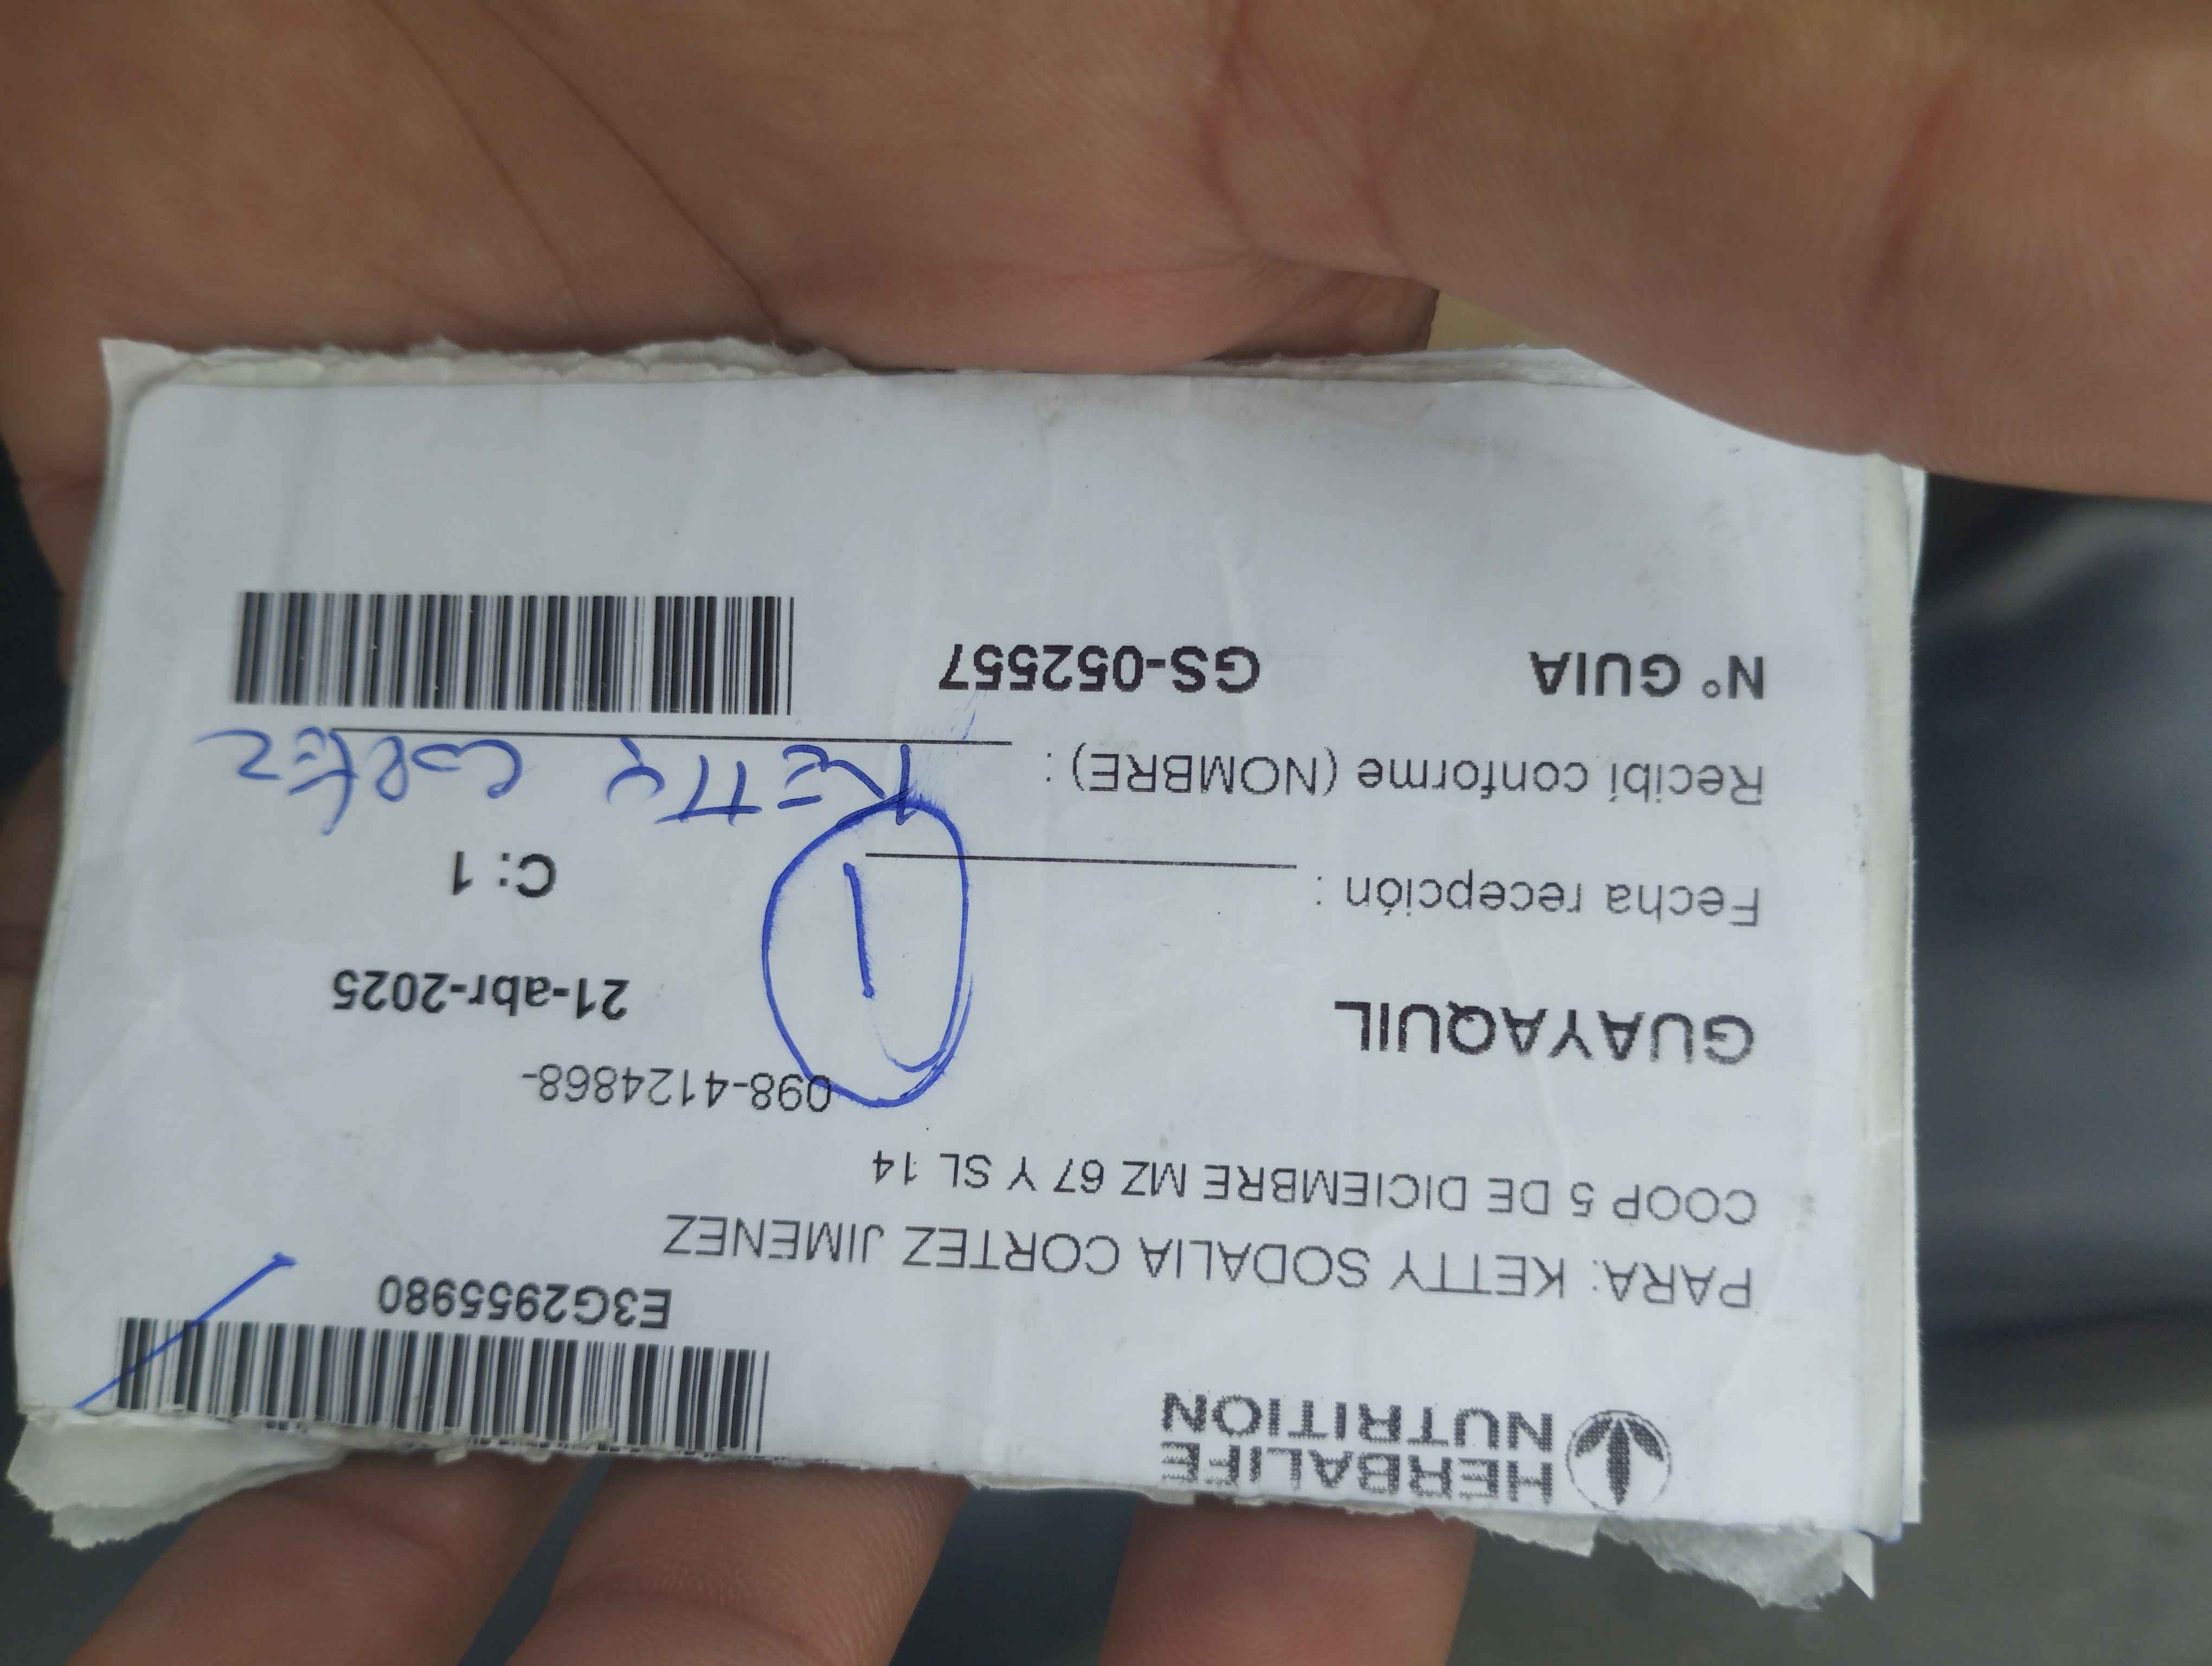 HERBALIFE
NUTRITION
E3G2955980
PARA: KETTY SODALIA CORTEZ JIMENEZ
COOP 5 DE DICIEMBRE MZ 67 Y SL 14
098-4124868-
GUAYAQUIL
21-abr-2025
1
Fecha recepción :
C: 1
Recibí conforme (NOMBRE) : KETTY CORTEZ
N° GUIA GS-052557